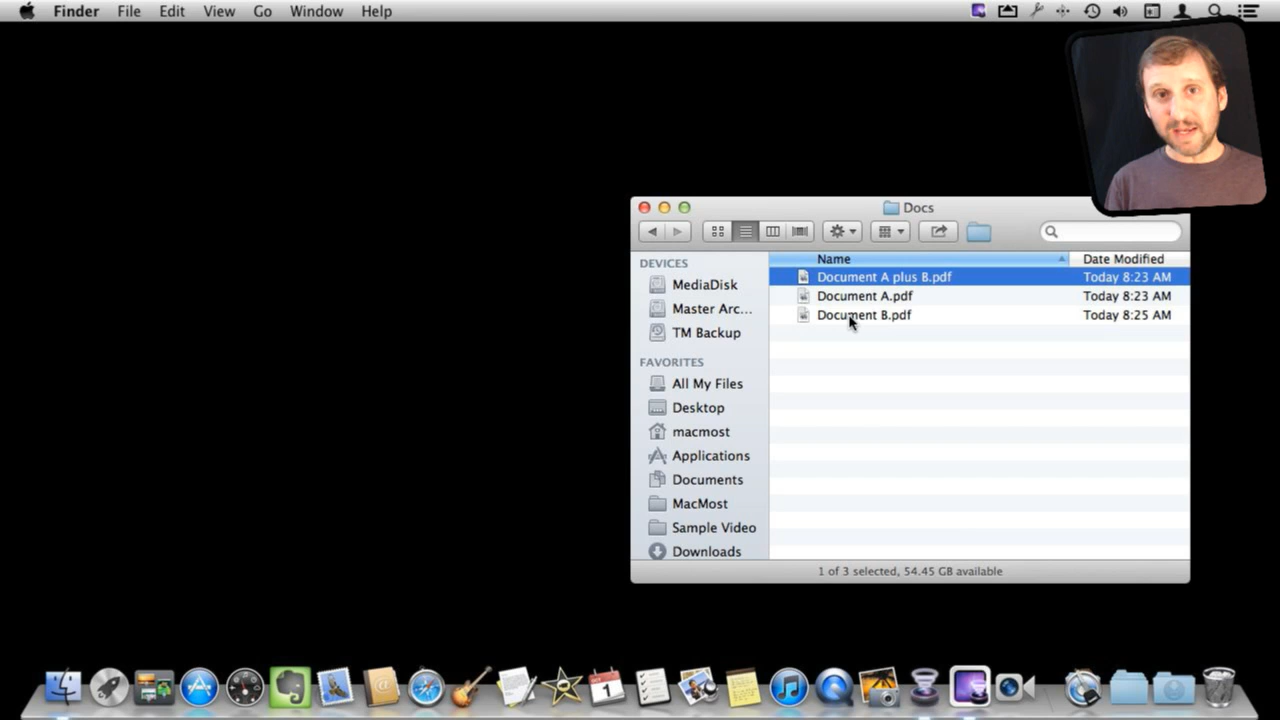 Finder File Edit View Go Window Help
Docs
DEVICES
MediaDisk
Master Arc...
TM Backup
FAVORITES
All My Files
Desktop
macmost
Applications
Documents
MacMost
Sample Video
Downloads
Name Date Modified
Document A plus B.pdf Today 8:23 AM
Document A.pdf Today 8:23 AM
Document B.pdf Today 8:25 AM
1 of 3 selected, 54.45 GB available
1